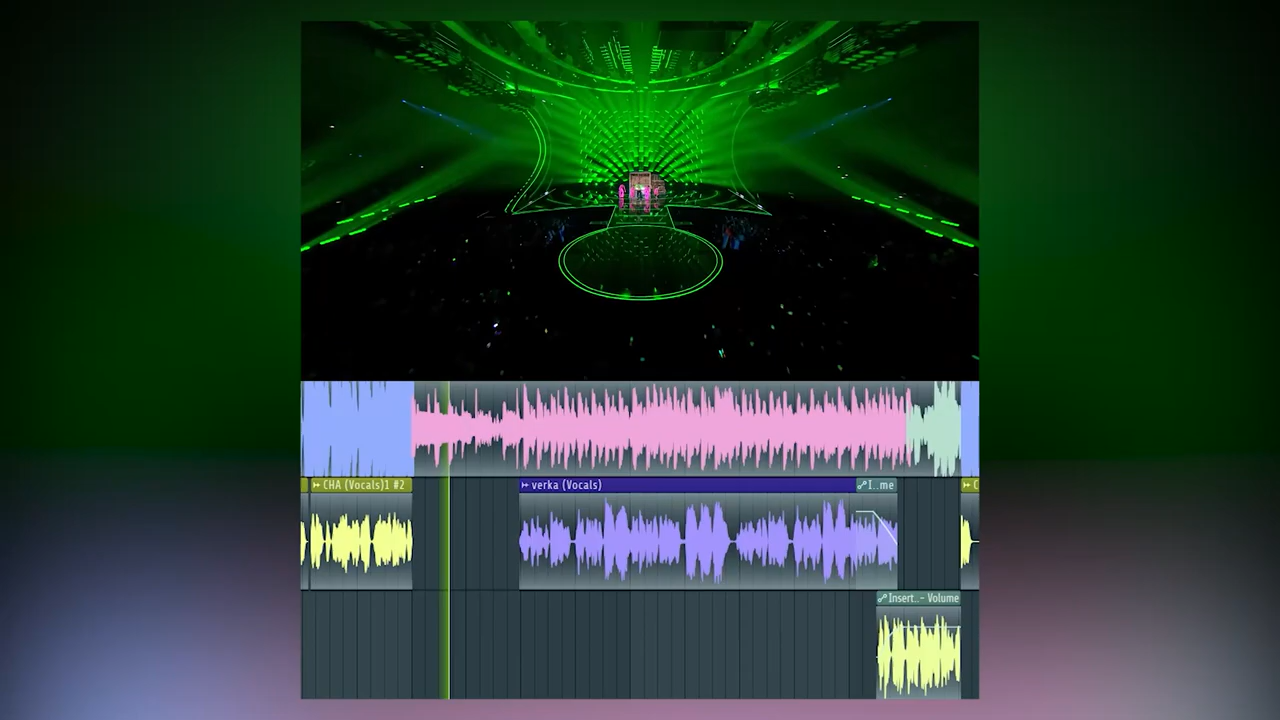 CHA (Vocals)1 #2
verka (Vocals)
I..me
C
Insert..- Volume